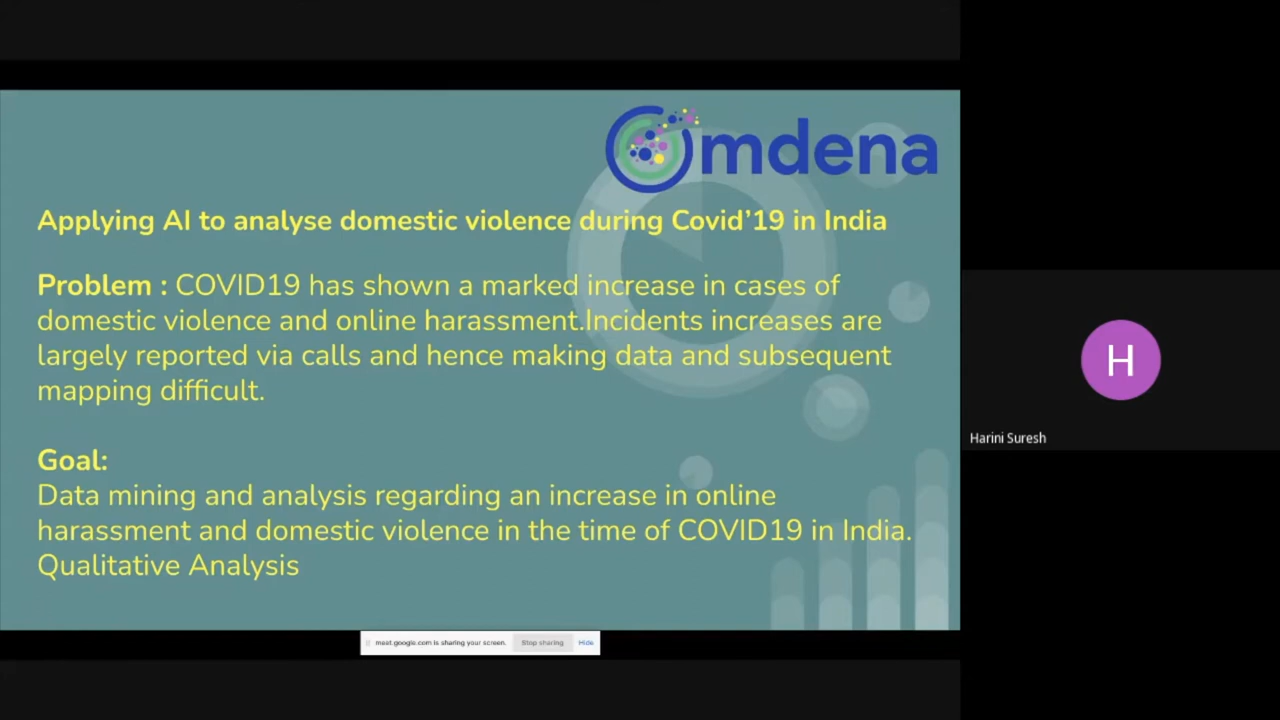 omdena
Applying AI to analyse domestic violence during Covid’19 in India
Problem : COVID19 has shown a marked increase in cases of
domestic violence and online harassment.Incidents increases are
largely reported via calls and hence making data and subsequent
mapping difficult.
Goal:
Data mining and analysis regarding an increase in online
harassment and domestic violence in the time of COVID19 in India.
Qualitative Analysis
meet.google.com is sharing your screen. Stop sharing Hide
H
Harini Suresh